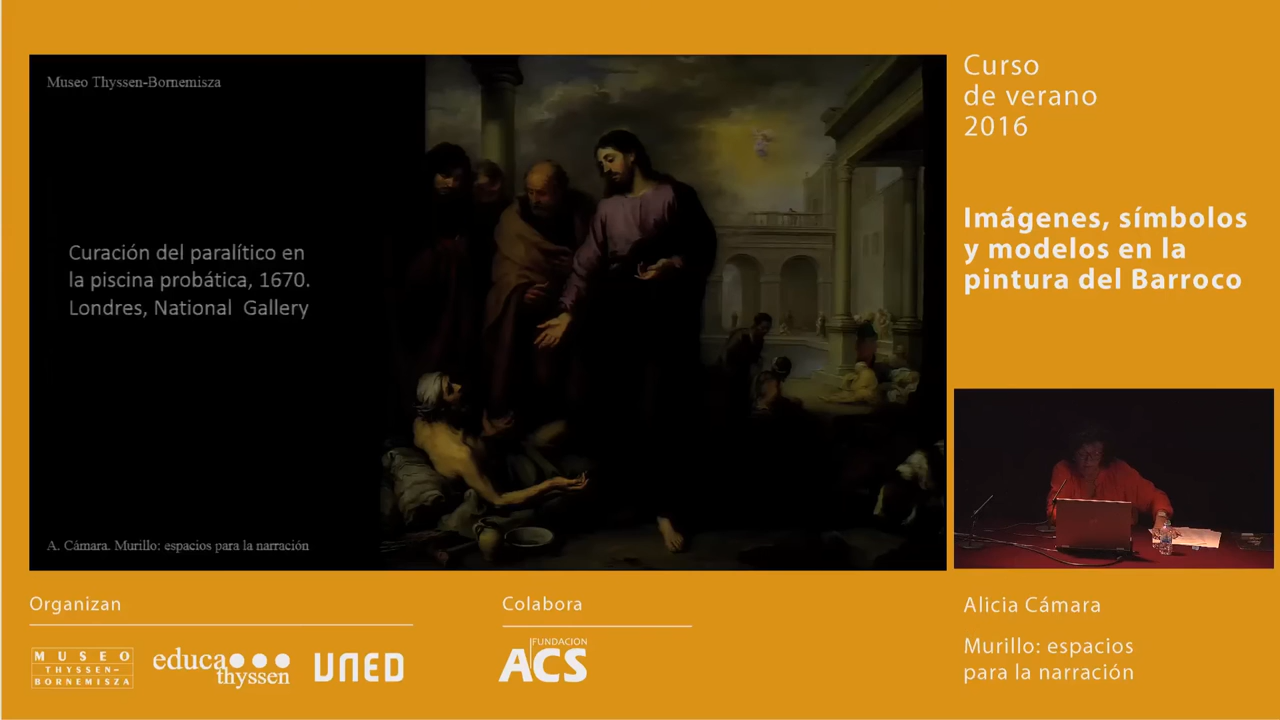 Museo Thyssen-Bornemisza
Curación del paralítico en
la piscina probática, 1670.
Londres, National Gallery
A. Cámara. Murillo: espacios para la narración
Curso
de verano
2016
Imágenes, símbolos
y modelos en la
pintura del Barroco
Alicia Cámara
Murillo: espacios
para la narración
Organizan
MUSEO
THYSSEN-
BORNEMISZA
educa
thyssen
UNED
Colabora
FUNDACION
ACS